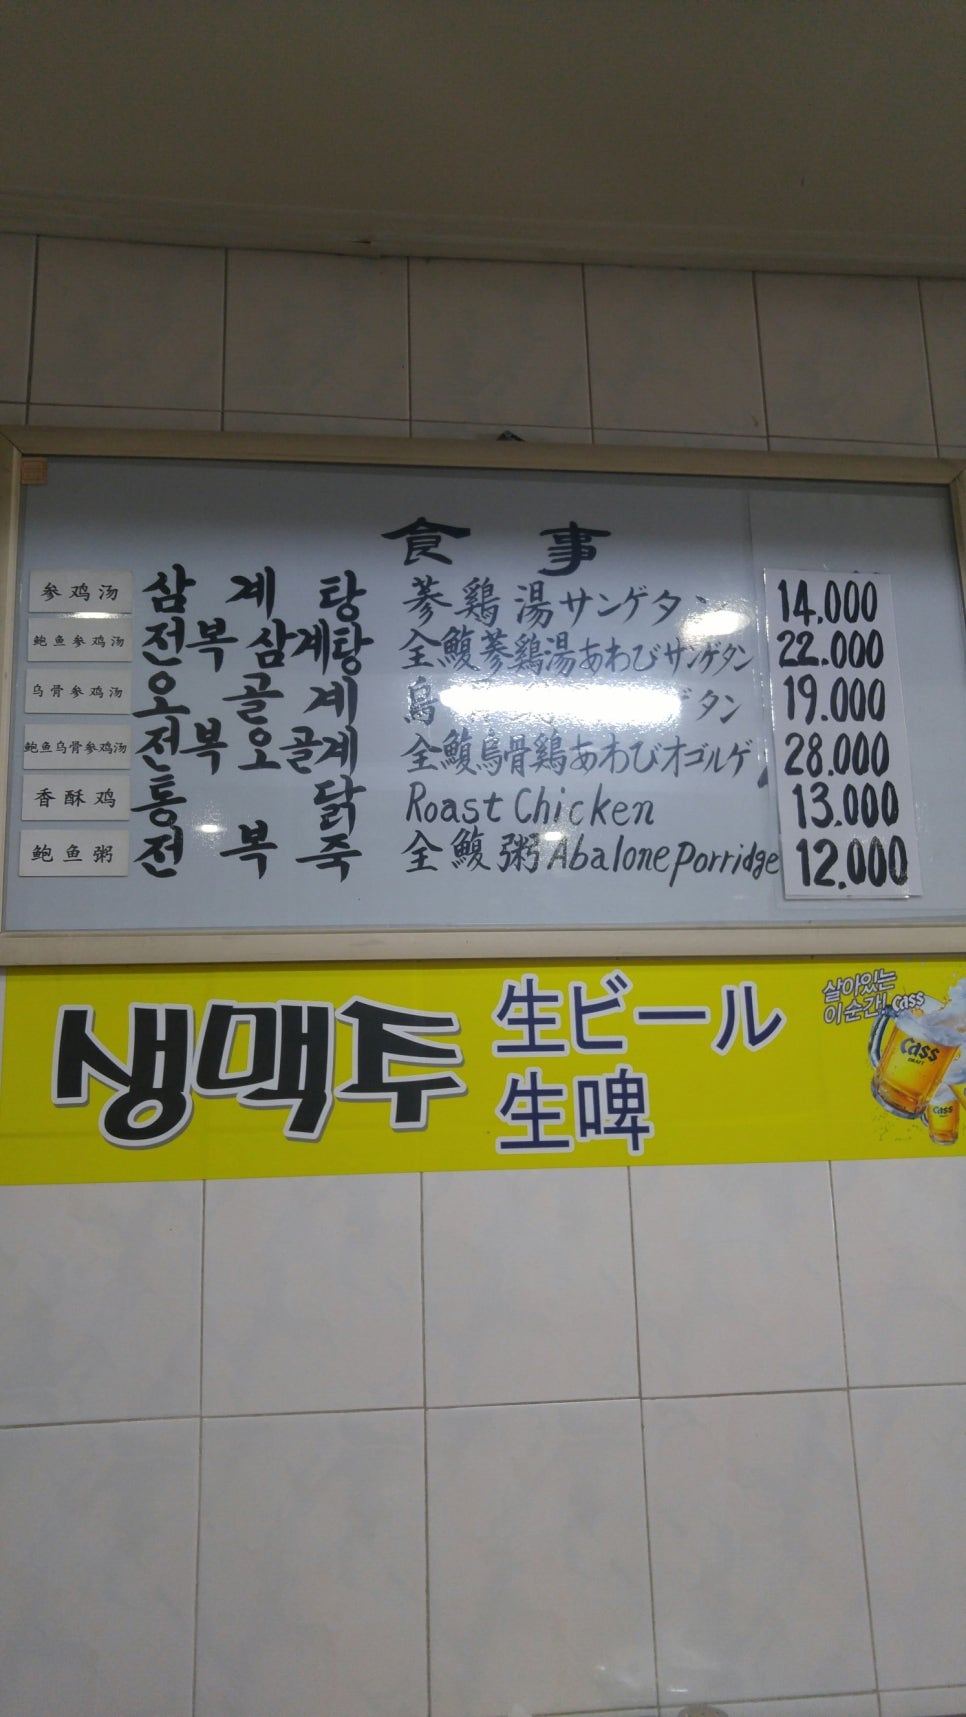 食事
参鸡汤 삼계탕 蔘鷄湯サンゲタン 14.000
鲍鱼参鸡汤 전복삼계탕 全鰒蔘鷄湯あわびサンゲタン 22.000
乌骨参鸡汤 오골계 烏 ゲタン 19.000
鲍鱼乌骨参鸡汤 전복오골계 全鰒烏骨鷄あわびオゴルゲ 28.000
香酥鸡 통닭 Roast Chicken 13.000
鲍鱼粥 전복죽 全鰒粥 Abalone porridge 12.000
생맥주 生ビール
生啤
살아있는
이 순간! Cass
Cass
DRAFT
Cass